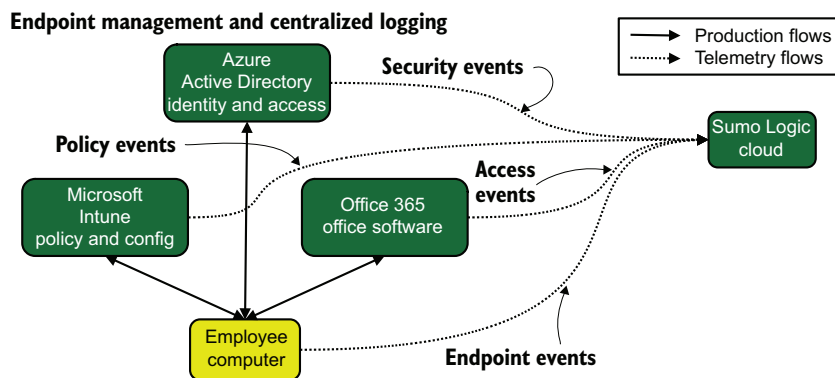 Endpoint management and centralized logging
Production flows
Telemetry flows
Azure
Active Directory
identity and access
Security events
Sumo Logic
cloud
Policy events
Access
events
Microsoft
Intune
policy and config
Office 365
office software
Employee
computer
Endpoint events